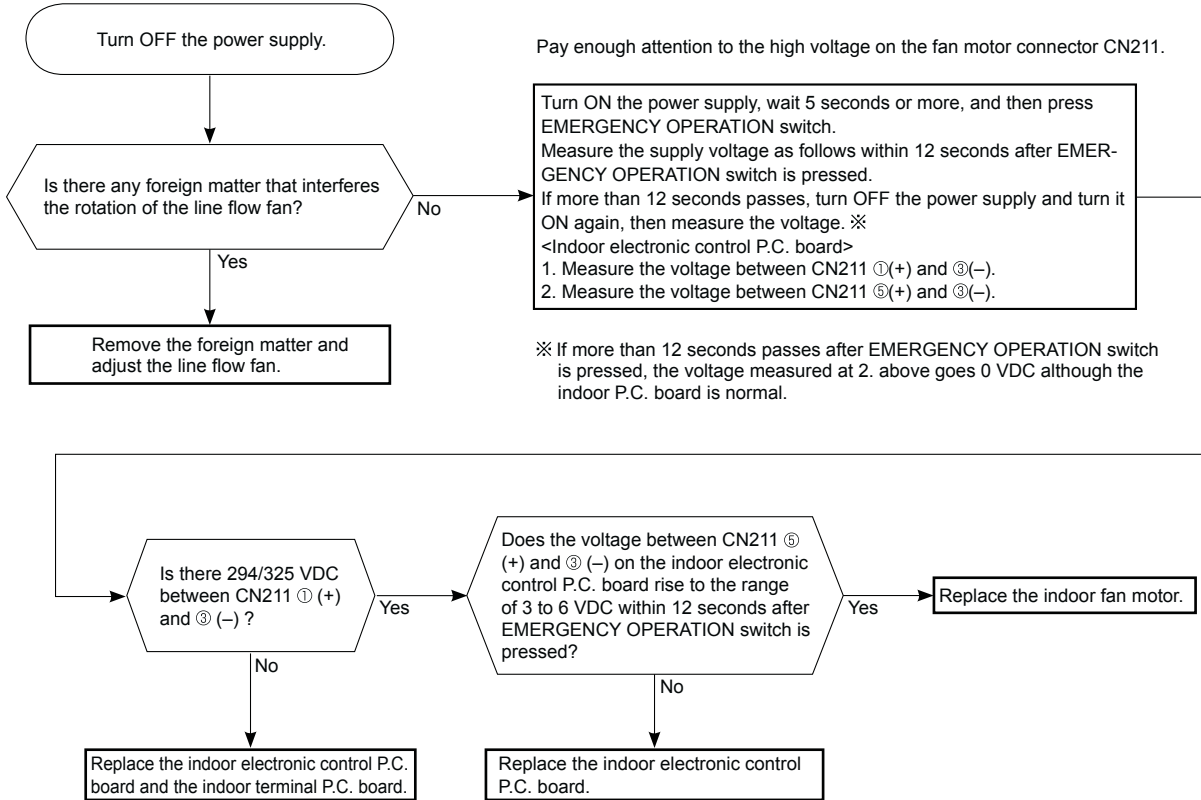 Turn OFF the power supply.
Is there any foreign matter that interferes
the rotation of the line flow fan?
No
Yes
Remove the foreign matter and
adjust the line flow fan.
Pay enough attention to the high voltage on the fan motor connector CN211.
Turn ON the power supply, wait 5 seconds or more, and then press
EMERGENCY OPERATION switch.
Measure the supply voltage as follows within 12 seconds after EMER-
GENCY OPERATION switch is pressed.
If more than 12 seconds passes, turn OFF the power supply and turn it
ON again, then measure the voltage. ※
<Indoor electronic control P.C. board>
1. Measure the voltage between CN211 ①(+) and ③(–).
2. Measure the voltage between CN211 ⑤(+) and ③(–).
※ If more than 12 seconds passes after EMERGENCY OPERATION switch
is pressed, the voltage measured at 2. above goes 0 VDC although the
indoor P.C. board is normal.
Is there 294/325 VDC
between CN211 ① (+)
and ③ (–) ?
Yes
No
Replace the indoor electronic control P.C.
board and the indoor terminal P.C. board.
Does the voltage between CN211 ⑤
(+) and ③ (–) on the indoor electronic
control P.C. board rise to the range
of 3 to 6 VDC within 12 seconds after
EMERGENCY OPERATION switch is
pressed?
Yes
No
Replace the indoor electronic control
P.C. board.
Replace the indoor fan motor.